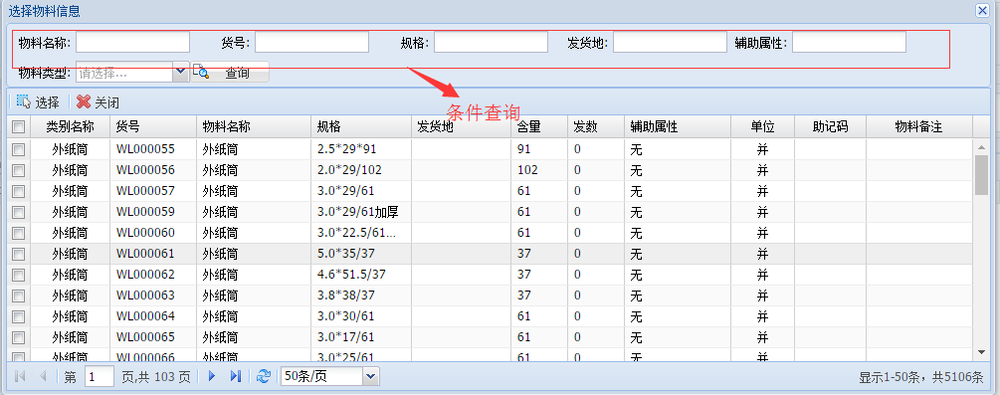 选择物料信息
物料名称: 货号: 规格: 发货地: 辅助属性:
物料类型: 请选择... 查询
选择 关闭
条件查询
类别名称 货号 物料名称 规格 发货地 含量 发数 辅助属性 单位 助记码 物料备注
外纸筒 WL000055 外纸筒 2.5*29*91 91 0 无 并
外纸筒 WL000056 外纸筒 2.0*29/102 102 0 无 并
外纸筒 WL000057 外纸筒 3.0*29/61 61 0 无 并
外纸筒 WL000059 外纸筒 3.0*29/61加厚 61 0 无 并
外纸筒 WL000060 外纸筒 3.0*22.5/61... 61 0 无 并
外纸筒 WL000061 外纸筒 5.0*35/37 37 0 无 并
外纸筒 WL000062 外纸筒 4.6*51.5/37 37 0 无 并
外纸筒 WL000063 外纸筒 3.8*38/37 37 0 无 并
外纸筒 WL000064 外纸筒 3.0*30/61 61 0 无 并
外纸筒 WL000065 外纸筒 3.0*17/61 61 0 无 并
外纸筒 WL000066 外纸筒 3.0*25/61 61 0 无 并
第 1 页,共 103 页 50条/页 显示1-50条，共5106条